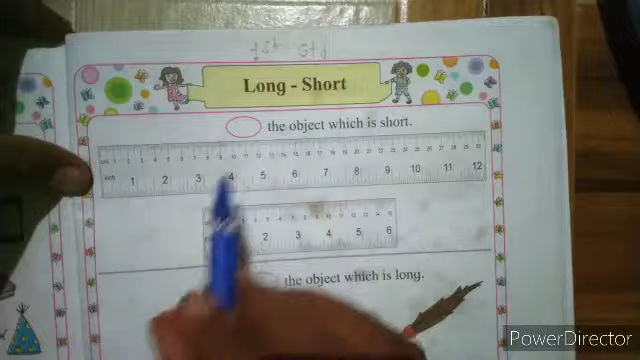 Long - Short
the object which is short.
cm
inch 1 2 3 4 5 6 7 8 9 10 11 12
2 3 4 5 6
the object which is long.
PowerDirector